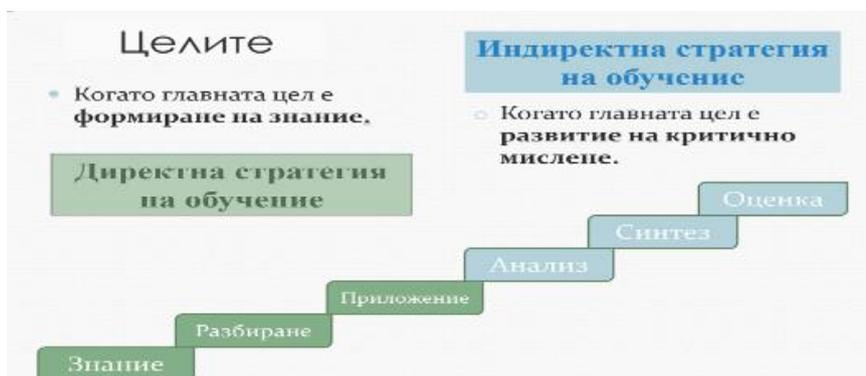 Целите
Когато главната цел е
формиране на знание.
Директна стратегия
на обучение
Индиректна стратегия
на обучение
Когато главната цел е
развитие на критично
мислене.
Оценка
Синтез
Анализ
Приложение
Разбиране
Знание